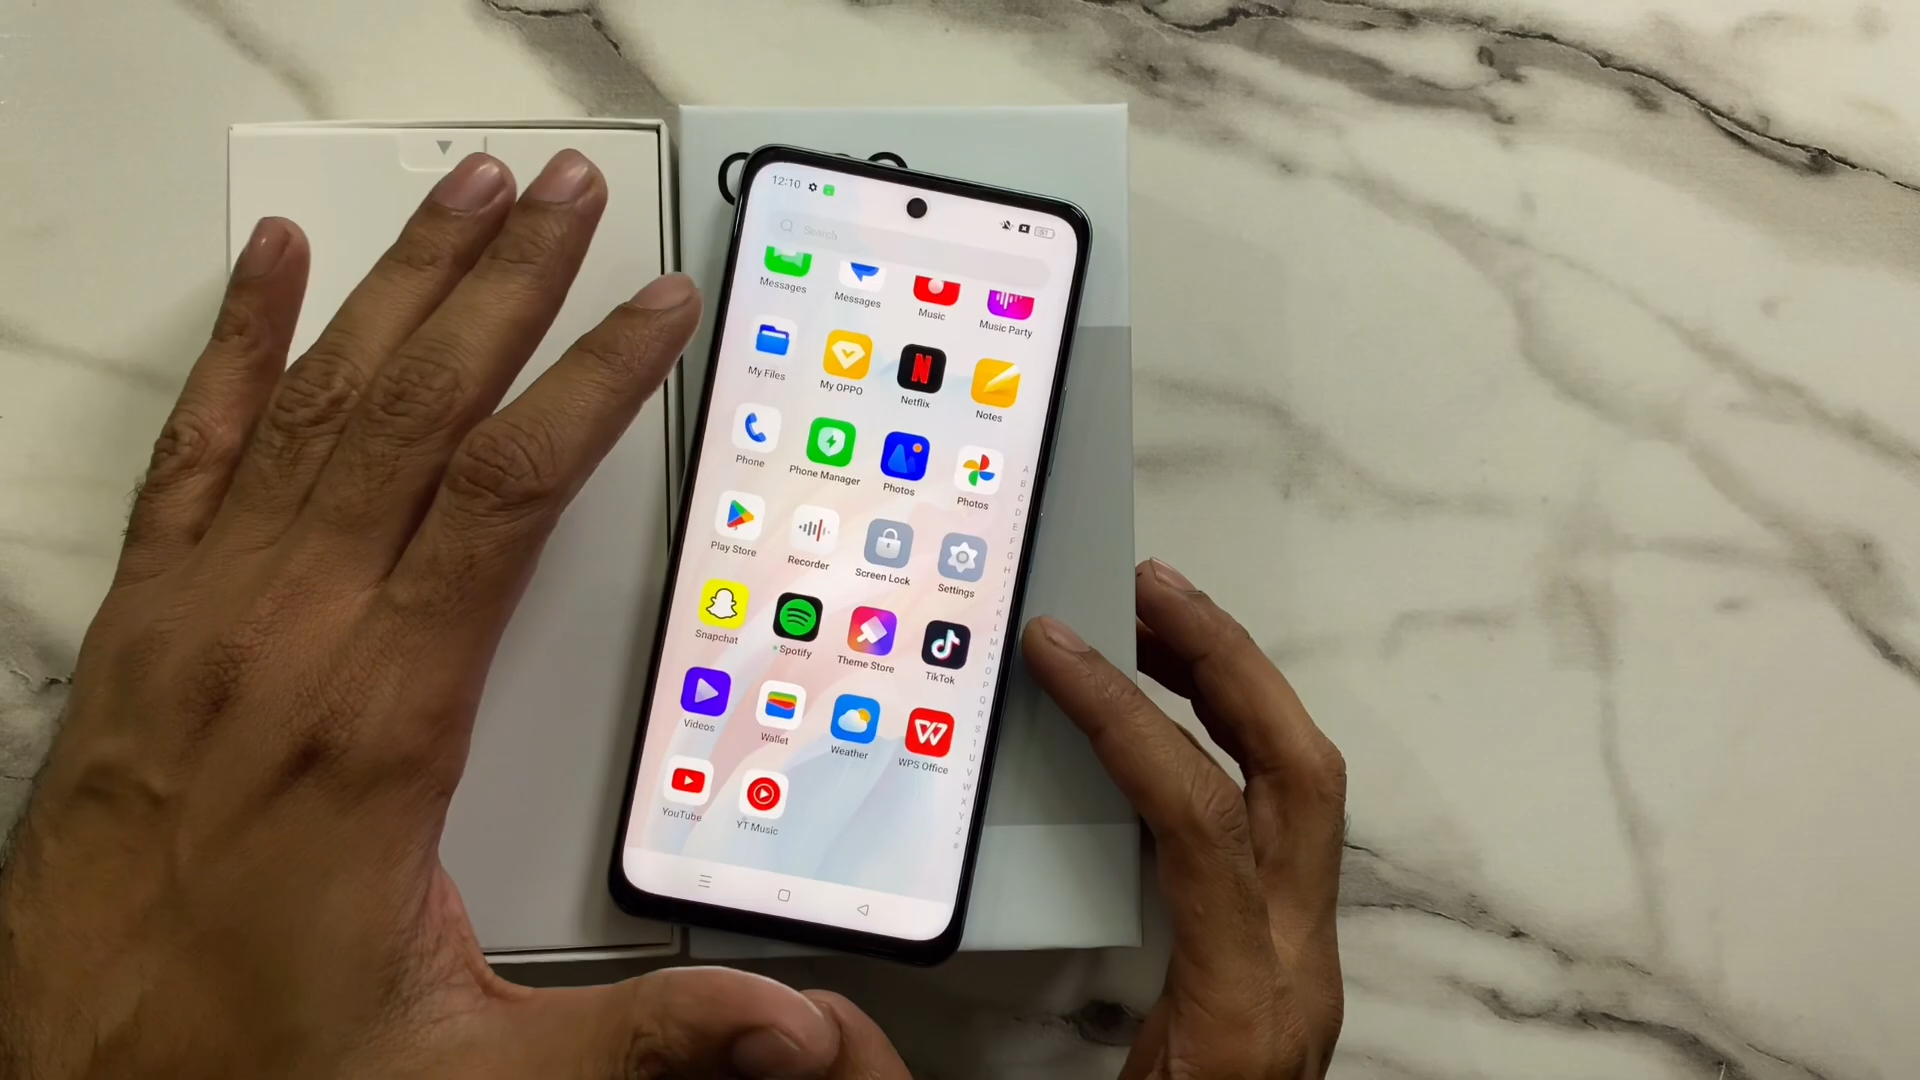 12:10
Search
Messages Messages Music Music Party
My Files My OPPO Netflix Notes
Phone Phone Manager Photos Photos
Play Store Recorder Screen Lock Settings
Snapchat Spotify Theme Store TikTok
Videos Wallet Weather WPS Office
YouTube YT Music
A
B
C
D
E
F
G
H
I
J
K
L
M
N
O
P
Q
R
S
T
U
V
W
X
Y
Z
#